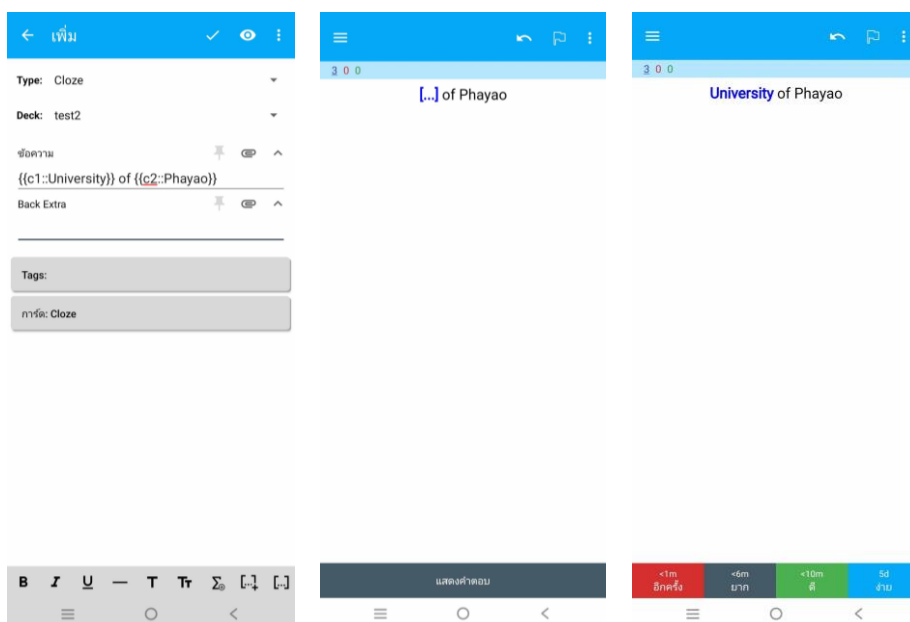 เพิ่ม
Type: Cloze
Deck: test2
ข้อความ
{{c1::University}} of {{c2::Phayao}}
Back Extra
Tags:
การ์ด: Cloze
B I U — T Tт Σ [...] [...]
3 0 0
[...] of Phayao
แสดงคำตอบ
3 0 0
University of Phayao
<1m <6m <10m 5d
อีกครั้ง ยาก ดี ง่าย